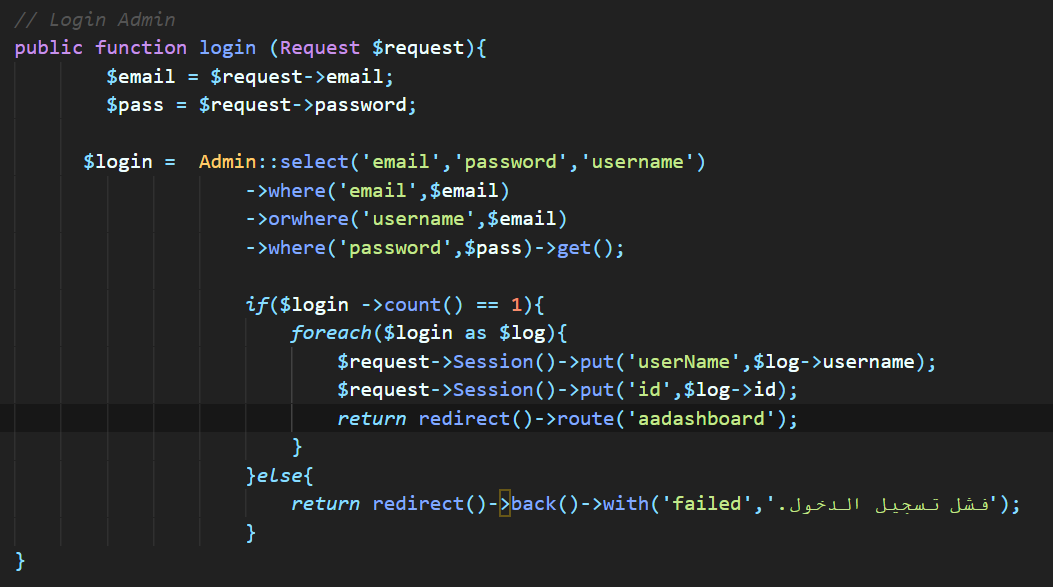 // Login Admin
public function login (Request $request){
$email = $request->email;
$pass = $request->password;
$login =  Admin::select('email','password','username')
->where('email',$email)
->orwhere('username',$email)
->where('password',$pass)->get();
if($login ->count() == 1){
foreach($login as $log){
$request->Session()->put('userName',$log->username);
$request->Session()->put('id',$log->id);
return redirect()->route('aadashboard');
}
}else{
return redirect()->back()->with('failed','فشل تسجيل الدخول.');
}
}